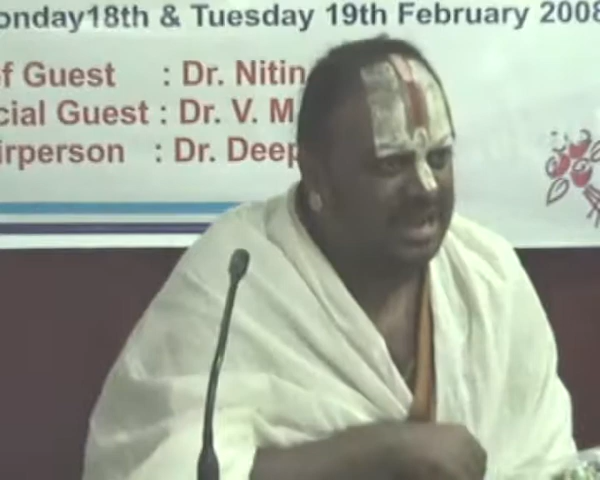 onday18th & Tuesday 19th February 2008
f Guest : Dr. Nitin
cial Guest : Dr. V. M
irperson : Dr. Deep